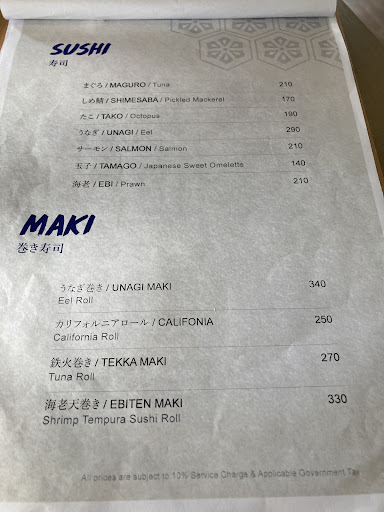 SUSHI
寿司
まぐろ / MAGURO / Tuna 210
しめ鯖 / SHIMESABA / Pickled Mackerel 170
たこ / TAKO / Octopus 190
うなぎ / UNAGI / Eel 290
サーモン / SALMON / Salmon 210
玉子 / TAMAGO / Japanese Sweet Omeletts 140
海老 / EBI / Prawn 210
MAKI
巻き寿司
うなぎ巻き / UNAGI MAKI 340
Eel Roll
カリフォルニアロール / CALIFONIA 250
California Roll
鉄火巻き / TEKKA MAKI 270
Tuna Roll
海老天巻き / EBITEN MAKI 330
Shrimp Tempura Sushi Roll
All prices are subject to 10% Service Charge & Applicable Government Tax